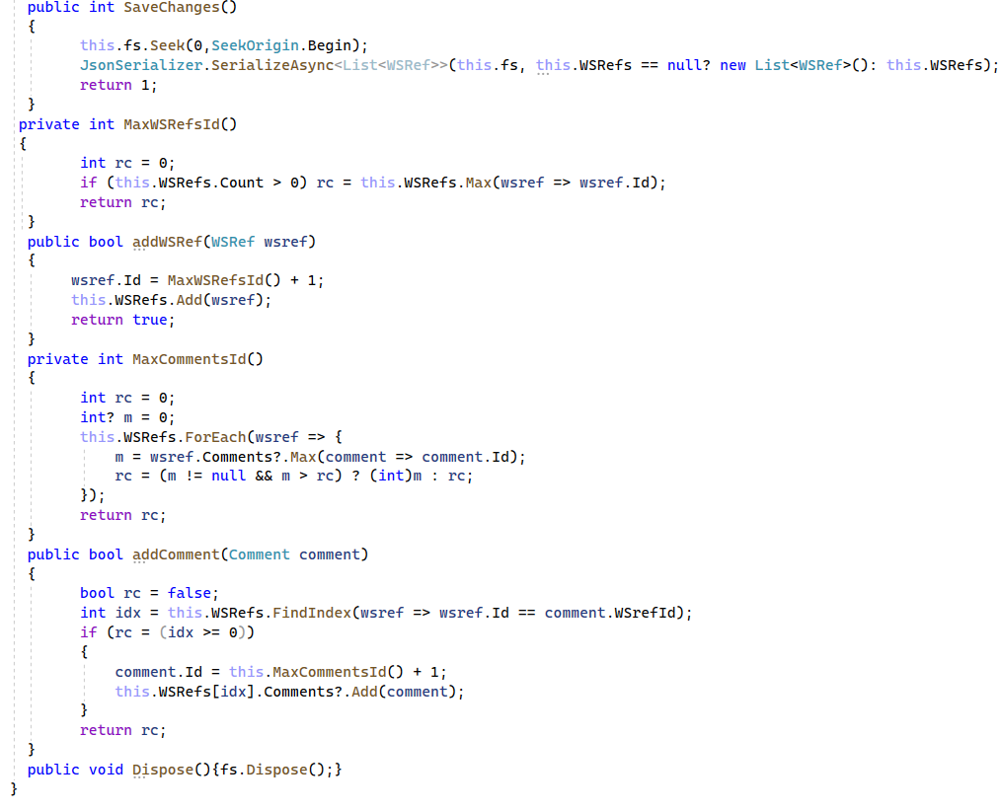 public int SaveChanges()
{
this.fs.Seek(0,SeekOrigin.Begin);
JsonSerializer.SerializeAsync<List<WSRef>>(this.fs, this.WSRefs == null? new List<WSRef>(): this.WSRefs);
return 1;
}
private int MaxWSRefsId()
{
int rc = 0;
if (this.WSRefs.Count > 0) rc = this.WSRefs.Max(wsref => wsref.Id);
return rc;
}
public bool addWSRef(WSRef wsref)
{
wsref.Id = MaxWSRefsId() + 1;
this.WSRefs.Add(wsref);
return true;
}
private int MaxCommentsId()
{
int rc = 0;
int? m = 0;
this.WSRefs.ForEach(wsref => {
m = wsref.Comments?.Max(comment => comment.Id);
rc = (m != null && m > rc) ? (int)m : rc;
});
return rc;
}
public bool addComment(Comment comment)
{
bool rc = false;
int idx = this.WSRefs.FindIndex(wsref => wsref.Id == comment.WSrefId);
if (rc = (idx >= 0))
{
comment.Id = this.MaxCommentsId() + 1;
this.WSRefs[idx].Comments?.Add(comment);
}
return rc;
}
public void Dispose(){fs.Dispose();}
}